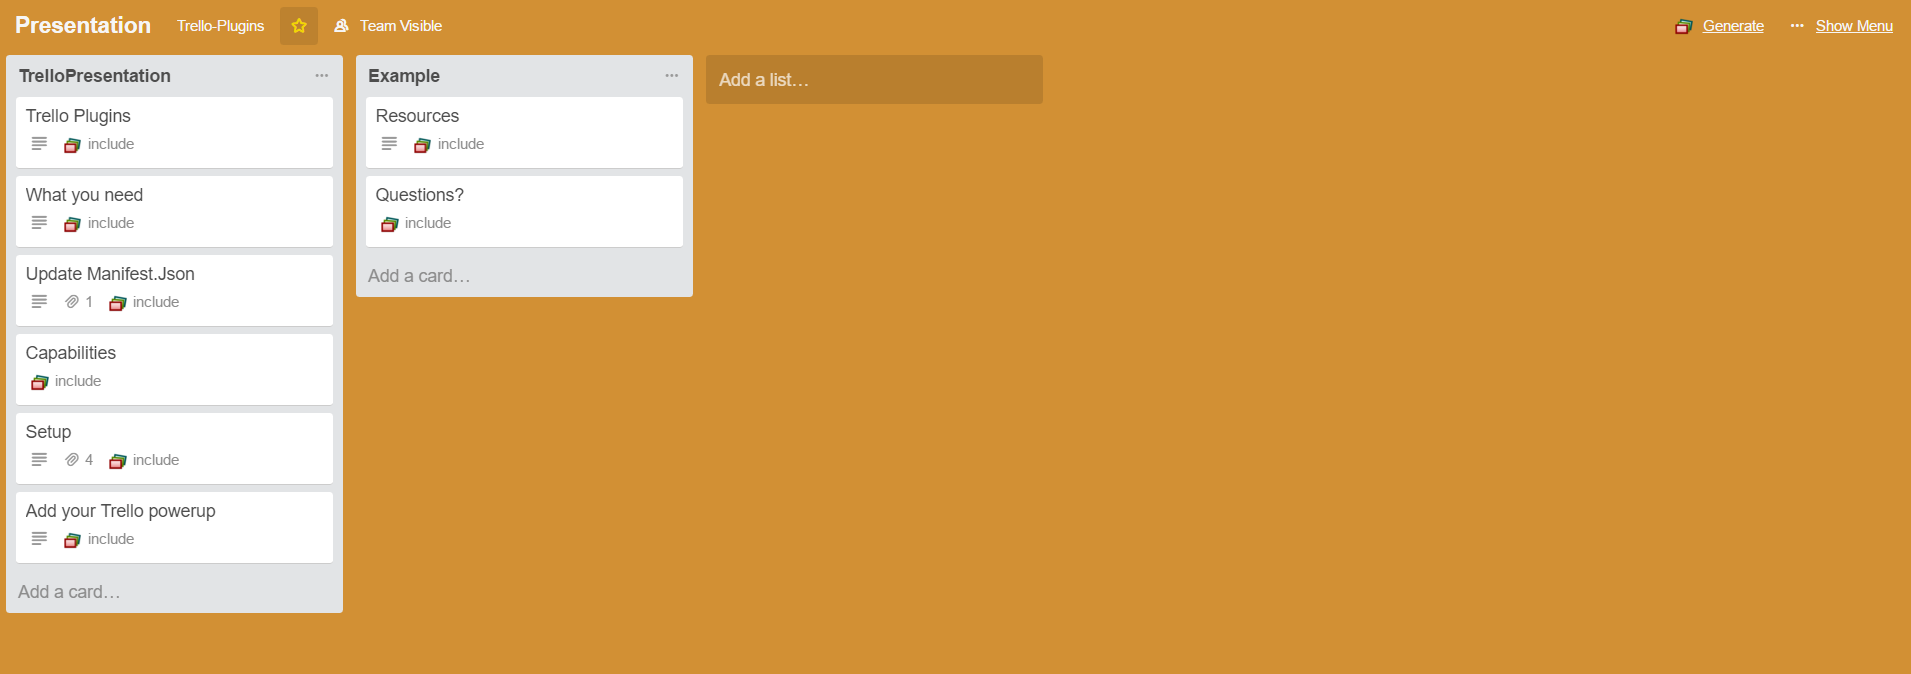 Presentation Trello-Plugins Team Visible Generate Show Menu
TrelloPresentation
Trello Plugins
include
What you need
include
Update Manifest.Json
1 include
Capabilities
include
Setup
4 include
Add your Trello powerup
include
Add a card…
Example
Resources
include
Questions?
include
Add a card…
Add a list…